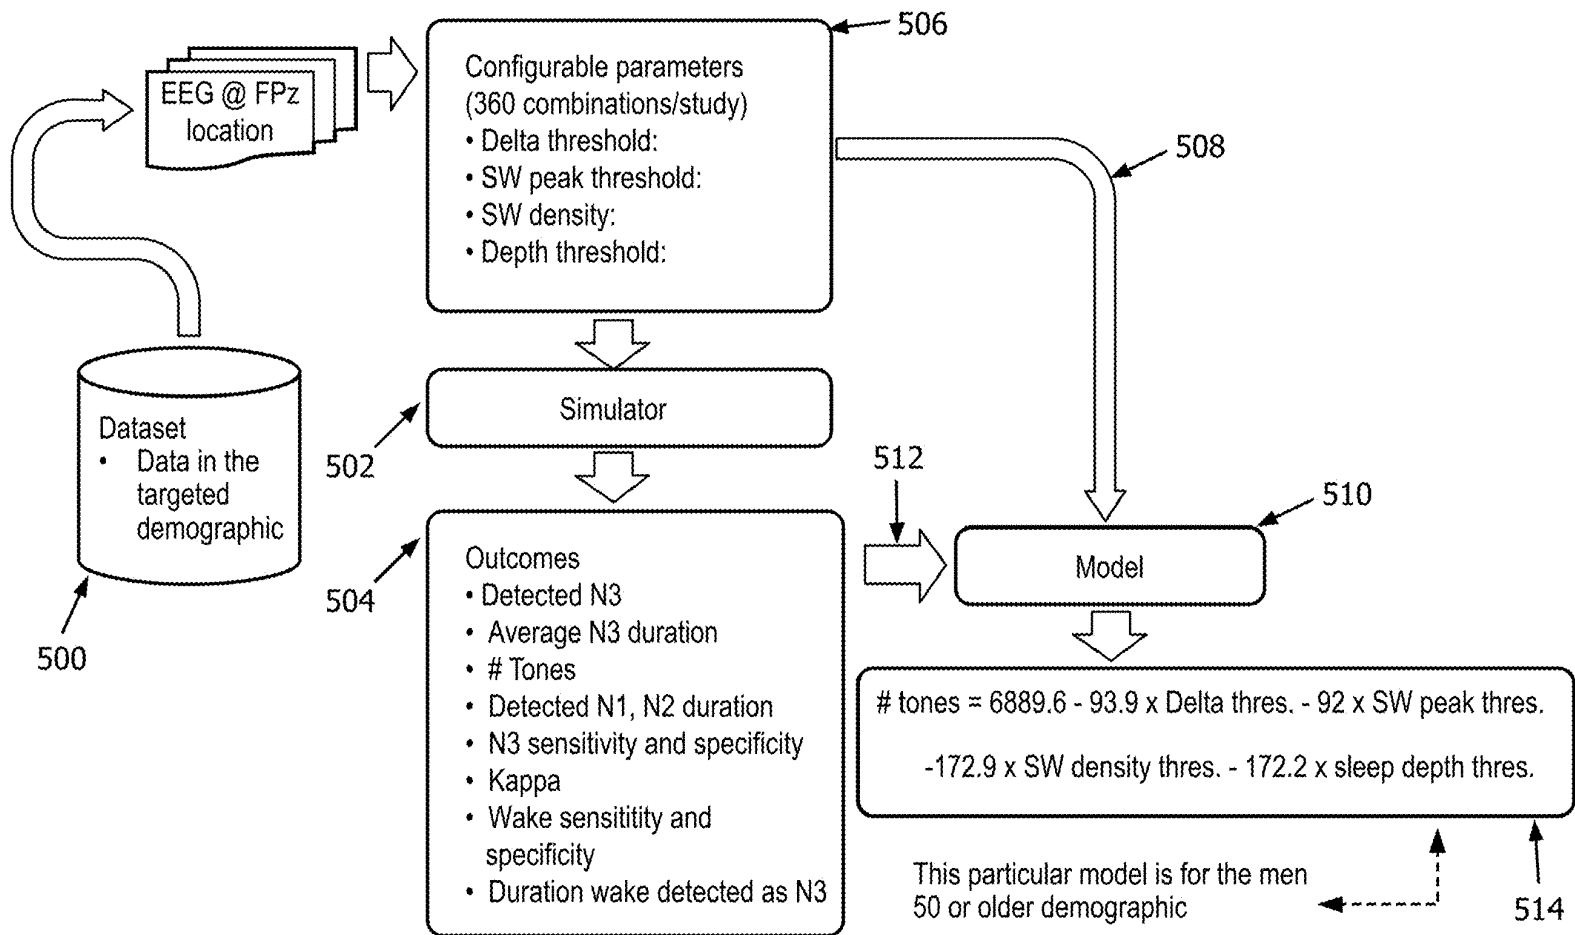 506
EEG @ FPz
location
Configurable parameters
(360 combinations/study)
• Delta threshold:
• SW peak threshold:
• SW density:
• Depth threshold:
508
Dataset
• Data in the
targeted
demographic
500
Simulator
502
Outcomes
• Detected N3
• Average N3 duration
• # Tones
• Detected N1, N2 duration
• N3 sensitivity and specificity
• Kappa
• Wake sensititity and
specificity
• Duration wake detected as N3
504
512
510
Model
# tones = 6889.6 - 93.9 x Delta thres. - 92 x SW peak thres.
-172.9 x SW density thres. - 172.2 x sleep depth thres.
This particular model is for the men
50 or older demographic
514